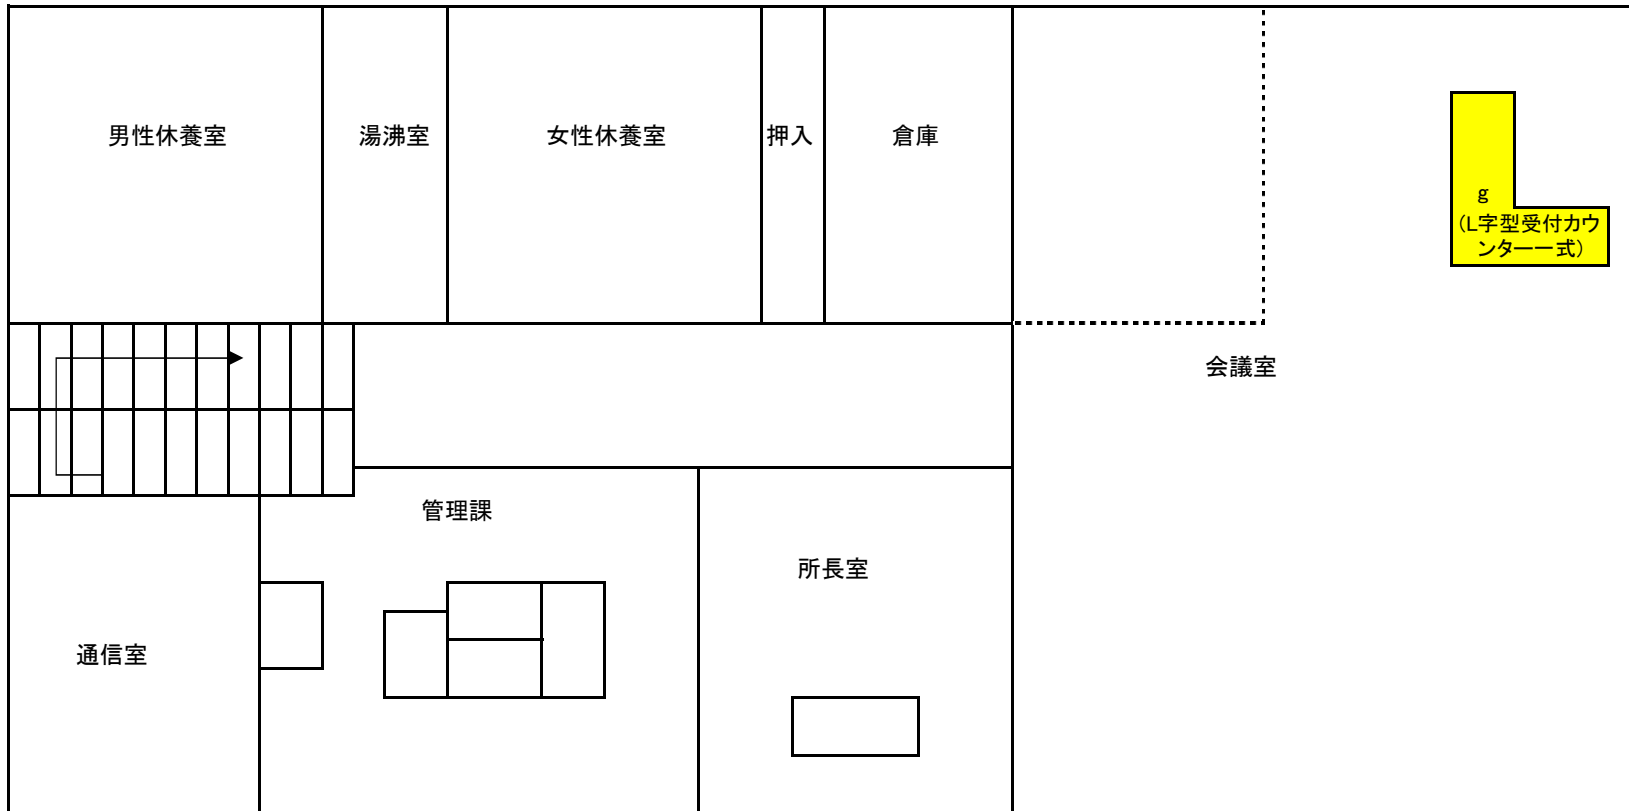 男性休養室
湯沸室
女性休養室
押入
倉庫
g
(L字型受付カウ
ンター一式)
会議室
管理課
所長室
通信室